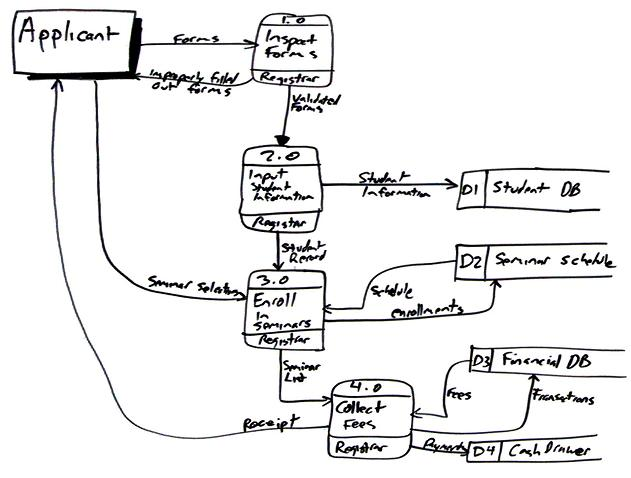 Applicant
Forms
1.0
Inspect
Forms
Registrar
Improperly Filled
Out Forms
Validated
Forms
2.0
Input
Student
Information
Registrar
Student
Information
D1 Student DB
Student
Record
3.0
Enroll
In
Seminars
Registrar
Seminar Selection
D2 Seminar Schedule
Schedule
enrollments
Seminar
List
4.0
Collect
Fees
Registrar
Receipt
D3 Financial DB
Fees
Transactions
Payments
D4 Cash Drawer